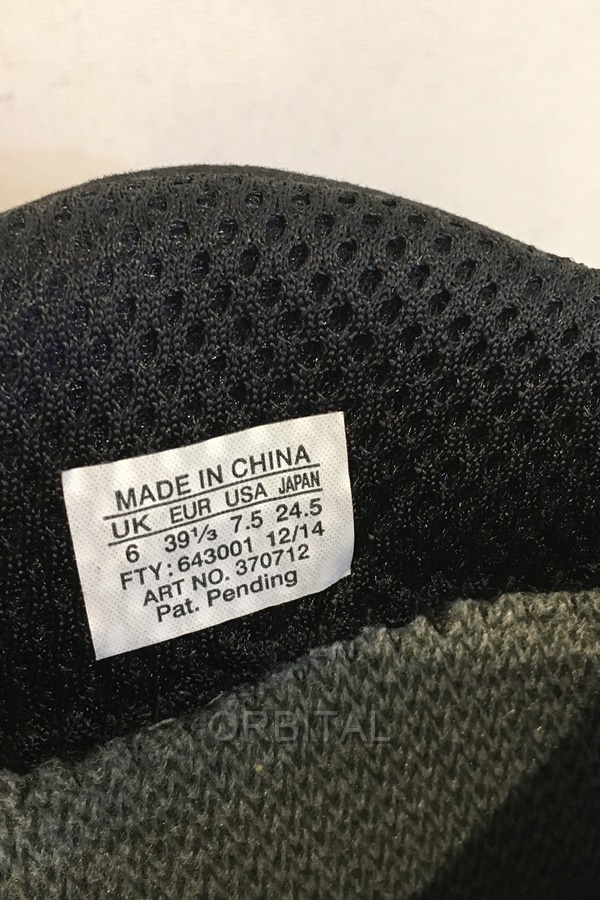 MADE IN CHINA
UK EUR USA JAPAN
6 39⅓ 7.5 24.5
FTY: 643001 12/14
ART NO. 370712
Pat. Pending
ORBITAL